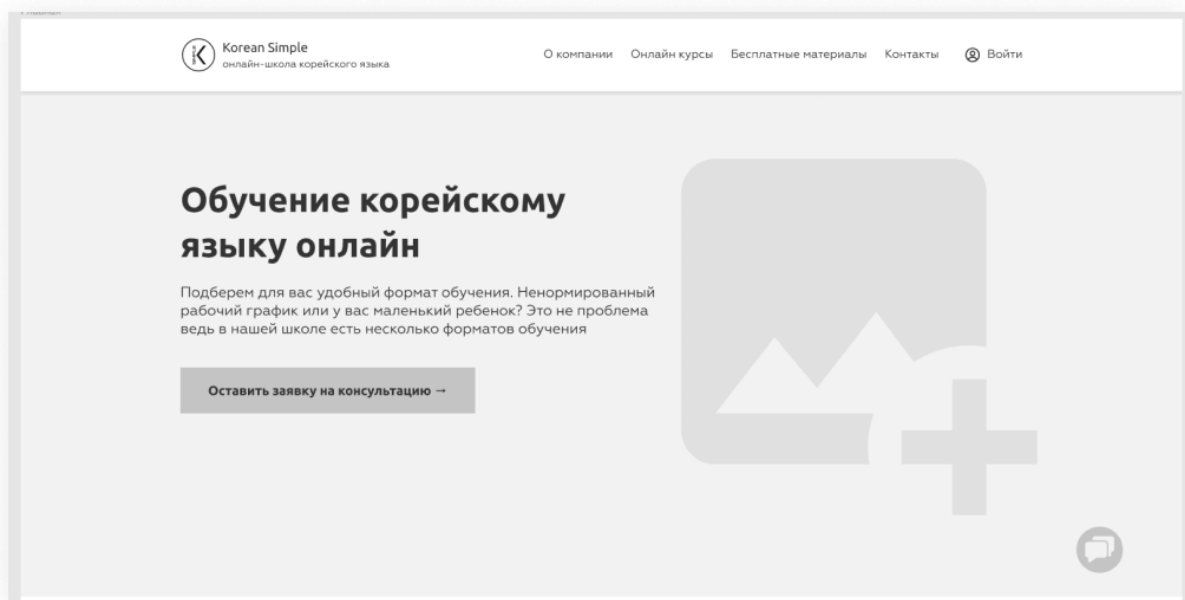 Korean Simple
онлайн-школа корейского языка
О компании Онлайн курсы Бесплатные материалы Контакты Войти
Обучение корейскому
языку онлайн
Подберем для вас удобный формат обучения. Ненормированный
рабочий график или у вас маленький ребенок? Это не проблема
ведь в нашей школе есть несколько форматов обучения
Оставить заявку на консультацию →